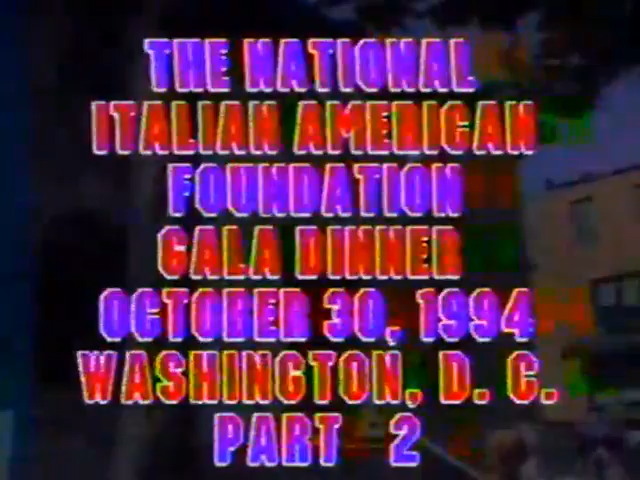 THE NATIONAL
ITALIAN AMERICAN
FOUNDATION
GALA DINNER
OCTOBER 30, 1994
WASHINGTON, D. C.
PART 2